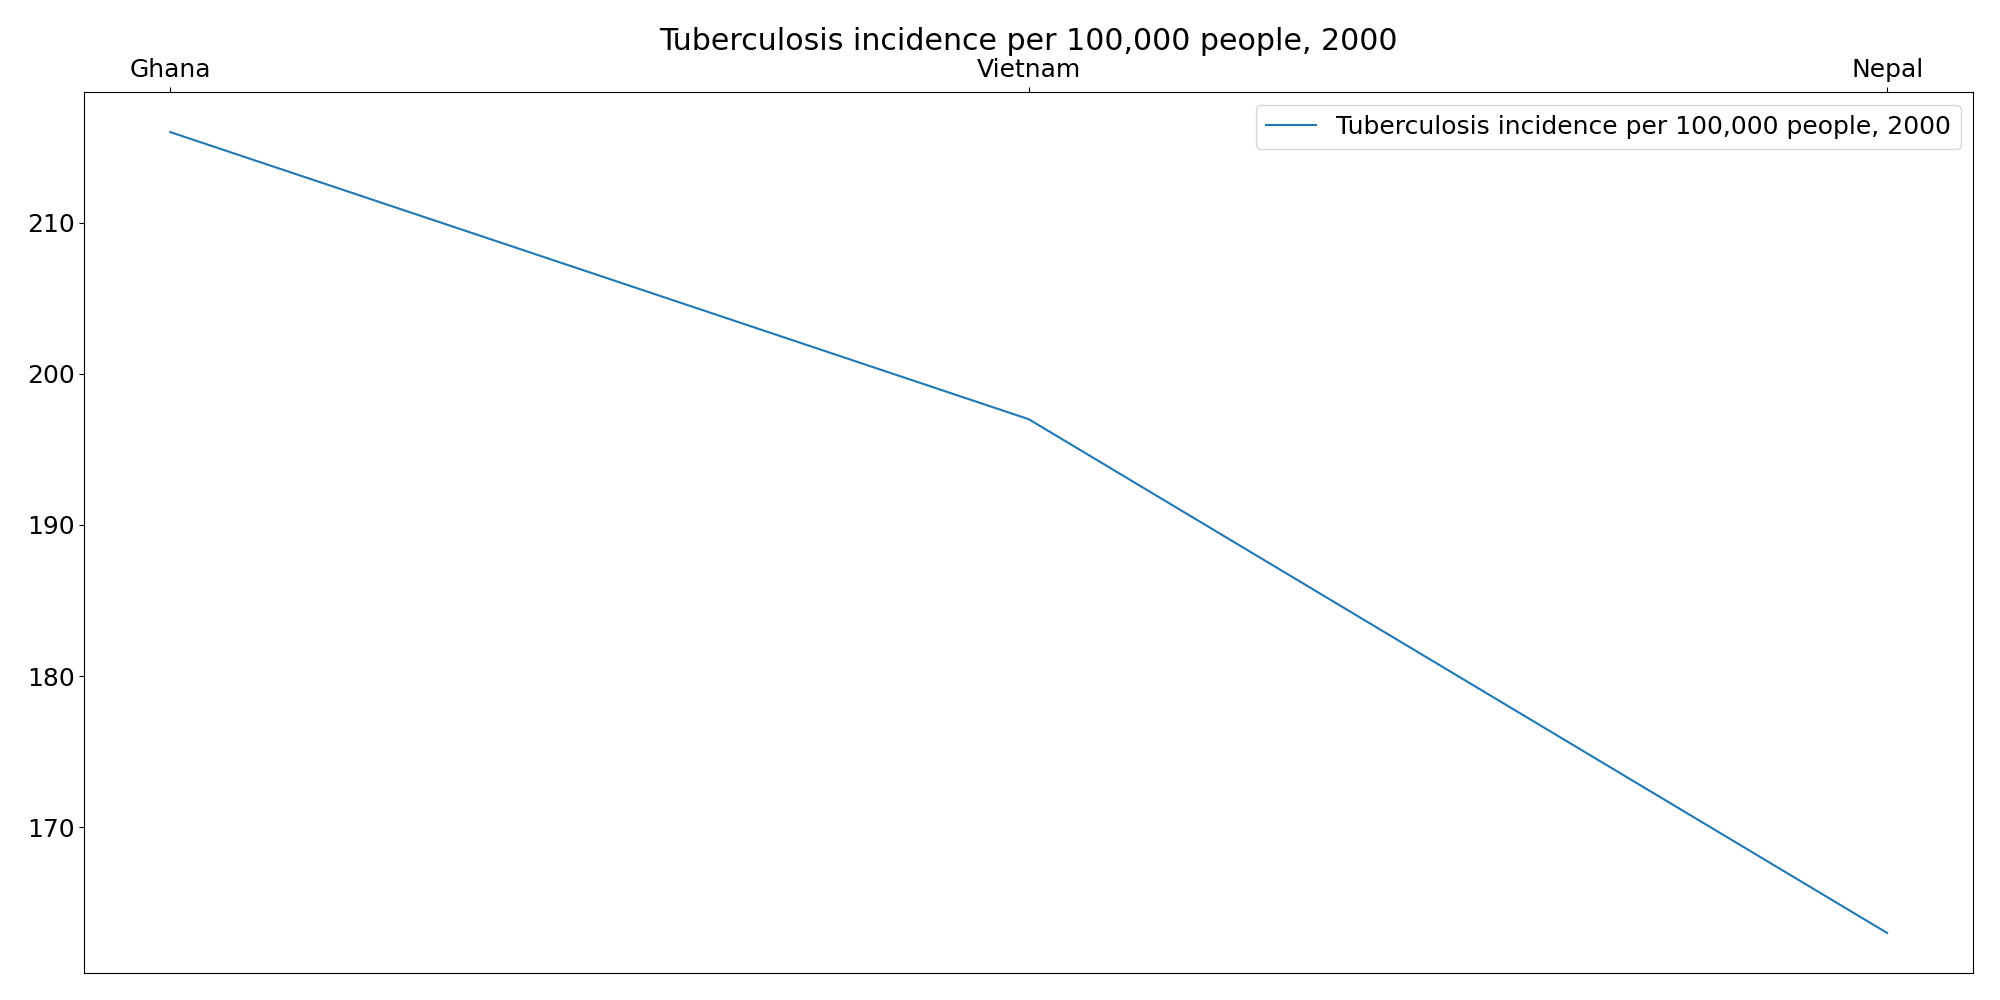 Tuberculosis incidence per 100,000 people, 2000
Ghana Vietnam Nepal
Tuberculosis incidence per 100,000 people, 2000
210
200
190
180
170